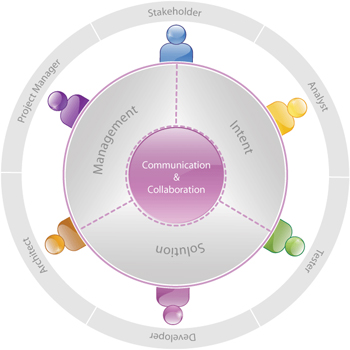 Stakeholder
Project Manager
Analyst
Management
Intent
Communication
&
Collaboration
Solution
Architect
Tester
Developer